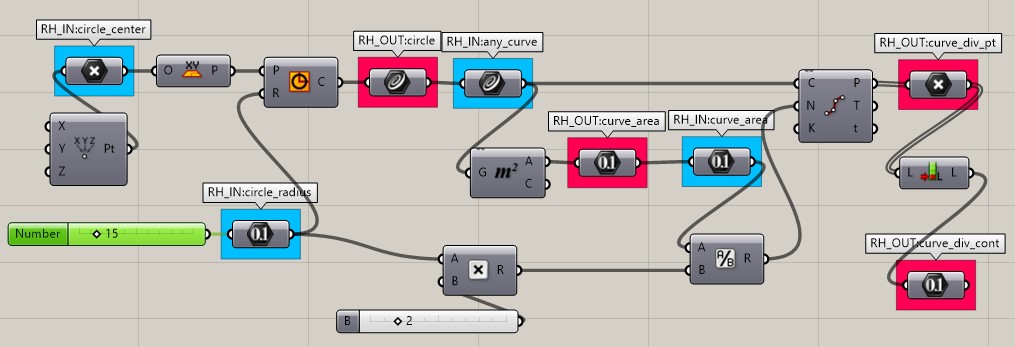 RH_IN:circle_center
RH_OUT:circle
RH_IN:any_curve
RH_OUT:curve_div_pt
O XY P
P
R
C
C
N
K
P
T
t
X
Y
Z
XYZ
Pt
RH_OUT:curve_area
RH_IN:curve_area
0.1
0.1
G m² A
C
L L L
RH_IN:circle_radius
Number 15
0.1
RH_OUT:curve_div_cont
A
B
R
A
B
A/B
R
0.1
B 2